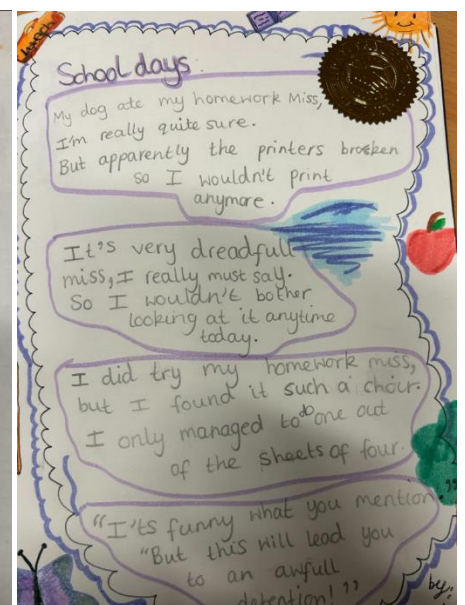 School days.
My dog ate my homework Miss,
I'm really quite sure.
But apparently the printers broken
so I wouldn't print
anymore.
It's very dreadfull
miss, I really must say.
So I wouldn't bother
looking at it anytime
today.
I did try my homework miss,
but I found it such a choir.
I only managed to do one out
of the sheets of four.
"I'ts funny what you mention."
"But this will lead you
to an awfull
detention!"
by: